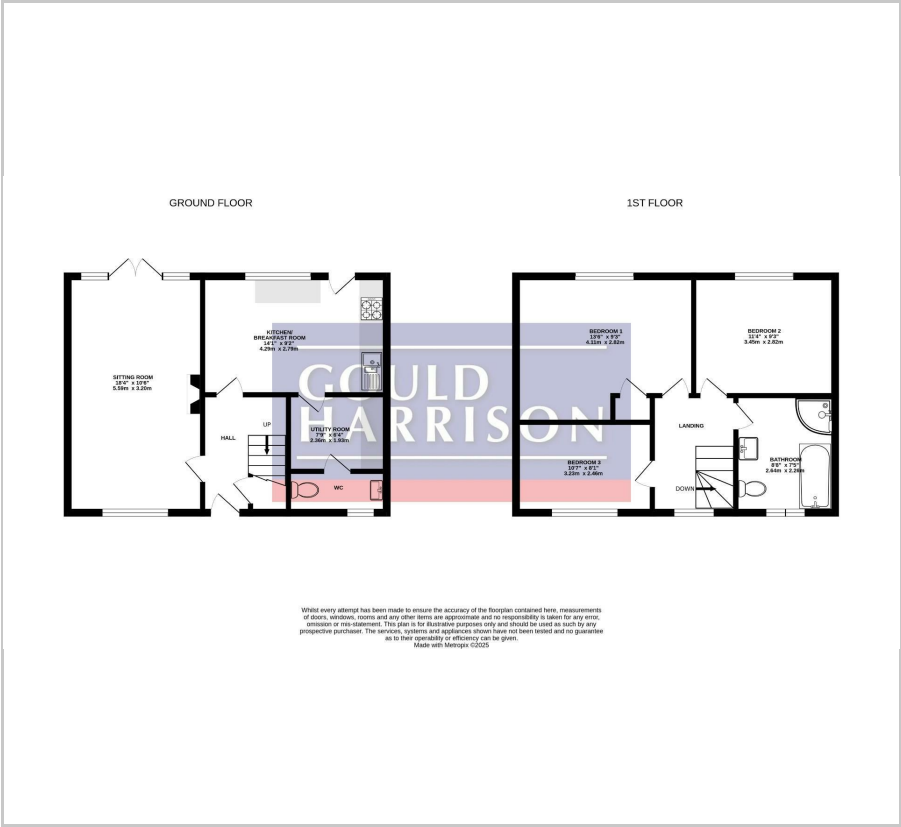 GROUND FLOOR
1ST FLOOR
SITTING ROOM
18'4" x 10'6"
5.59m x 3.20m
KITCHEN/
BREAKFAST ROOM
14'1" x 9'2"
4.29m x 2.79m
HALL
UP
UTILITY ROOM
7'9" x 6'4"
2.36m x 1.93m
WC
BEDROOM 1
13'6" x 9'3"
4.11m x 2.82m
BEDROOM 2
11'4" x 9'3"
3.45m x 2.82m
LANDING
DOWN
BEDROOM 3
10'7" x 8'1"
3.23m x 2.46m
BATHROOM
8'8" x 7'5"
2.64m x 2.26m
GOULD
HARRISON
Whilst every attempt has been made to ensure the accuracy of the floorplan contained here, measurements
of doors, windows, rooms and any other items are approximate and no responsibility is taken for any error,
omission or mis-statement. This plan is for illustrative purposes only and should be used as such by any
prospective purchaser. The services, systems and appliances shown have not been tested and no guarantee
as to their operability or efficiency can be given.
Made with Metropix ©2025